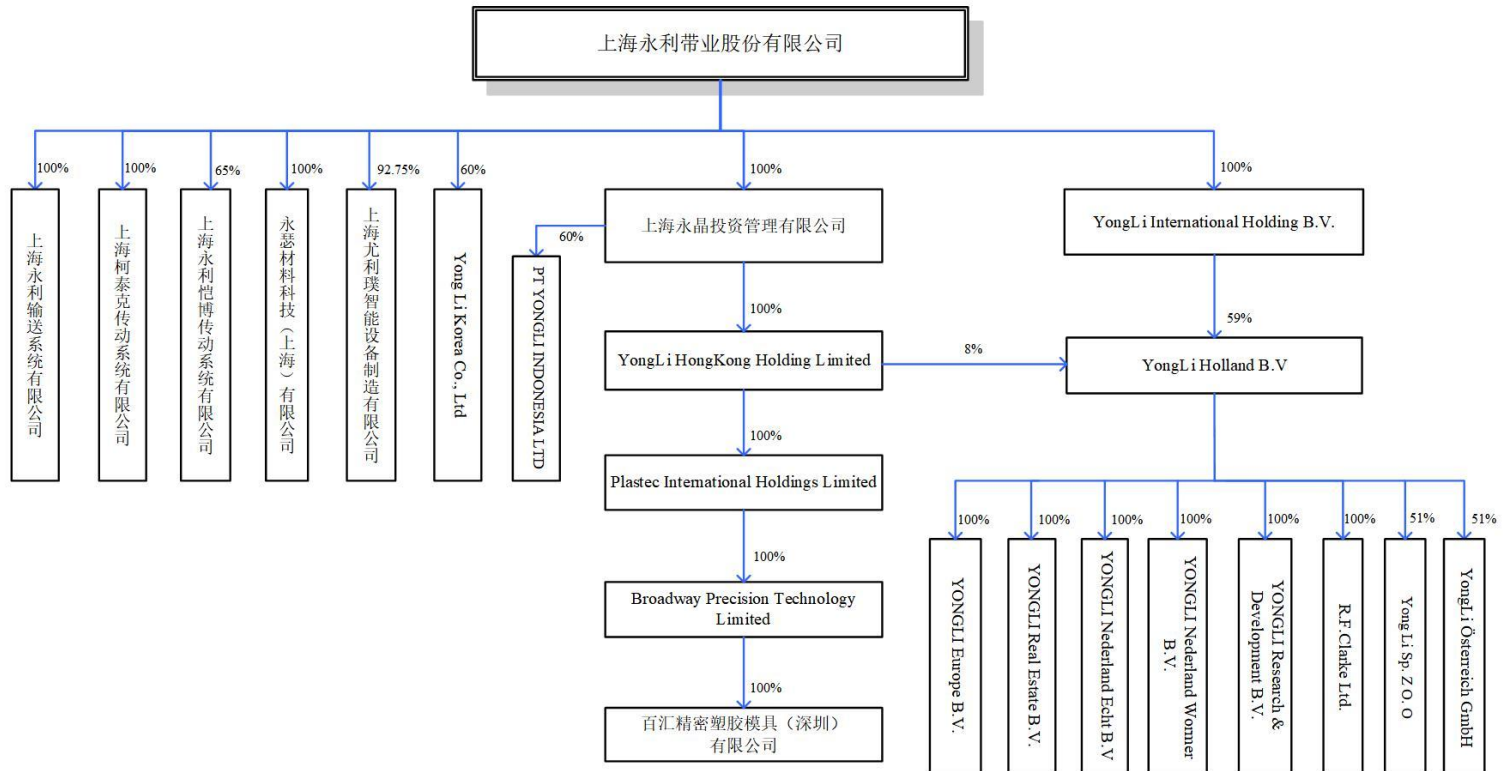 上海永利带业股份有限公司
100%
100%
65%
100%
92.75%
60%
100%
100%
上海永利输送系统有限公司
上海柯泰克传动系统有限公司
上海永利恺博传动系统有限公司
永瑟材料科技（上海）有限公司
上海尤利璞智能设备制造有限公司
Yong Li Korea Co., Ltd
上海永晶投资管理有限公司
YongLi International Holding B.V.
60%
PT YONGLI INDONESIA LTD
100%
59%
YongLi HongKong Holding Limited
8%
YongLi Holland B.V
100%
Plastec International Holdings Limited
100%
100%
100%
100%
100%
100%
51%
51%
YONGLI Europe B.V.
YONGLI Real Estate B.V.
YONGLI Nederland Echt B.V
YONGLI Nederland Wormer
B.V.
YONGLI Research &
Development B.V.
R.F.Clarke Ltd.
Yong Li Sp. Z O. O
YongLi Österreich GmbH
100%
Broadway Precision Technology
Limited
100%
百汇精密塑胶模具（深圳）
有限公司